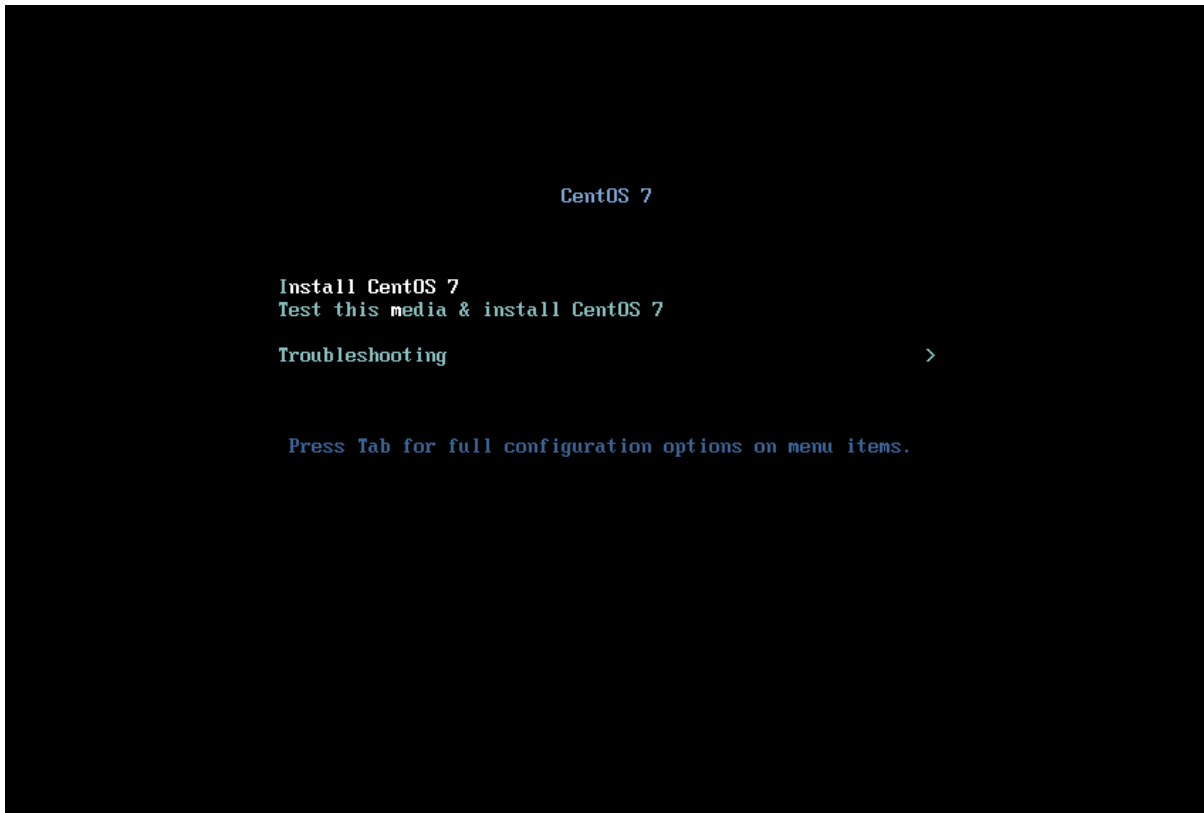 CentOS 7
Install CentOS 7
Test this media & install CentOS 7
Troubleshooting >
Press Tab for full configuration options on menu items.